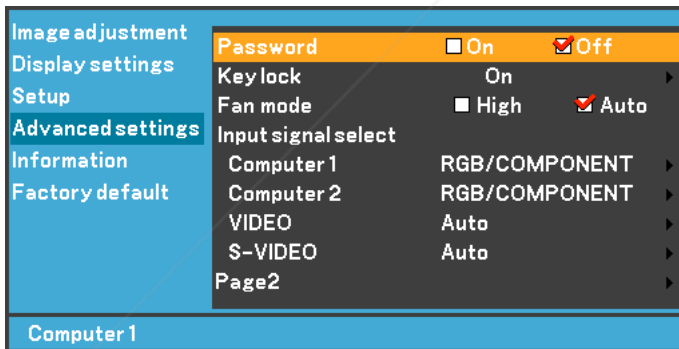 Image adjustment
Display settings
Setup
Advanced settings
Information
Factory default
Password On Off
Key lock On
Fan mode High Auto
Input signal select
Computer 1 RGB/COMPONENT
Computer 2 RGB/COMPONENT
VIDEO Auto
S-VIDEO Auto
Page2
Computer 1